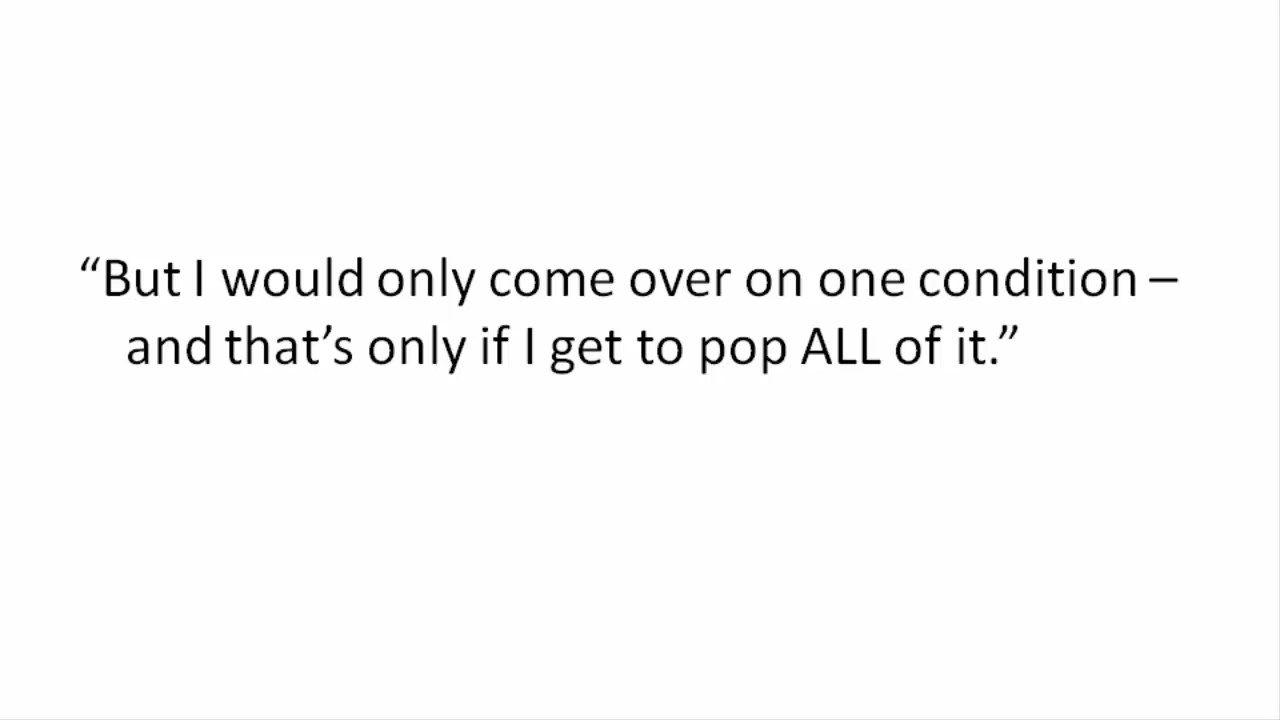 “But I would only come over on one condition –
and that’s only if I get to pop ALL of it.”